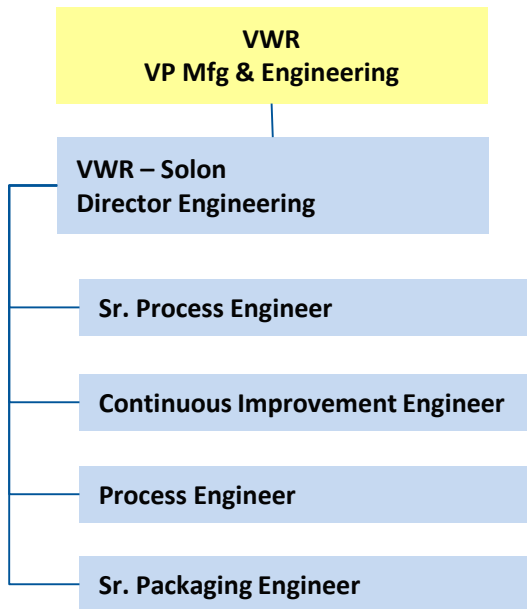 VWR
VP Mfg & Engineering
VWR – Solon
Director Engineering
Sr. Process Engineer
Continuous Improvement Engineer
Process Engineer
Sr. Packaging Engineer